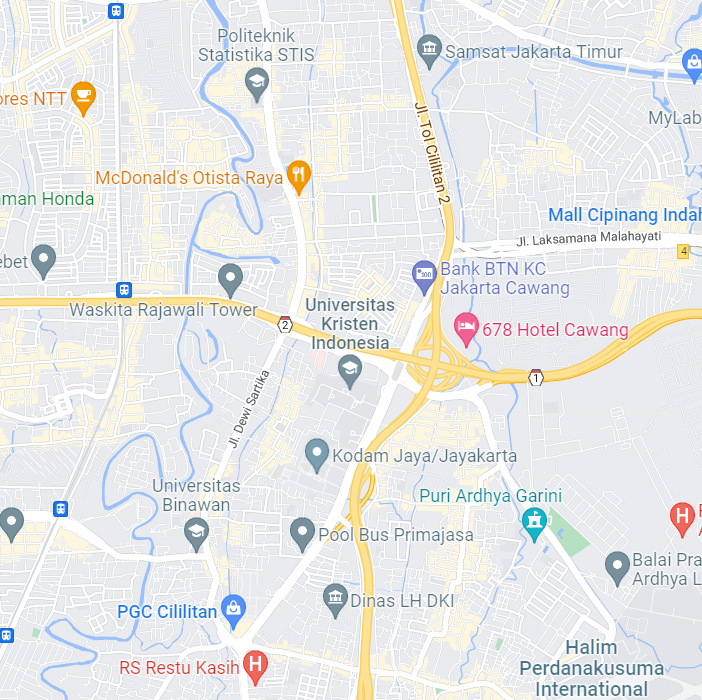 Politeknik
Statistika STIS
Samsat Jakarta Timur
ores NTT
MyLab
Jl. Tol Cililitan 2
McDonald's Otista Raya
man Honda
Mall Cipinang Indah
Jl. Laksamana Malahayati
4
ebet
Bank BTN KC
Jakarta Cawang
Waskita Rajawali Tower
Universitas
Kristen
Indonesia
2
678 Hotel Cawang
1
Jl. Dewi Sartika
Kodam Jaya/Jayakarta
Universitas
Binawan
Puri Ardhya Garini
H
Pool Bus Primajasa
Balai Pra
Ardhya L
Dinas LH DKI
PGC Cililitan
RS Restu Kasih
H
Halim
Perdanakusuma
International